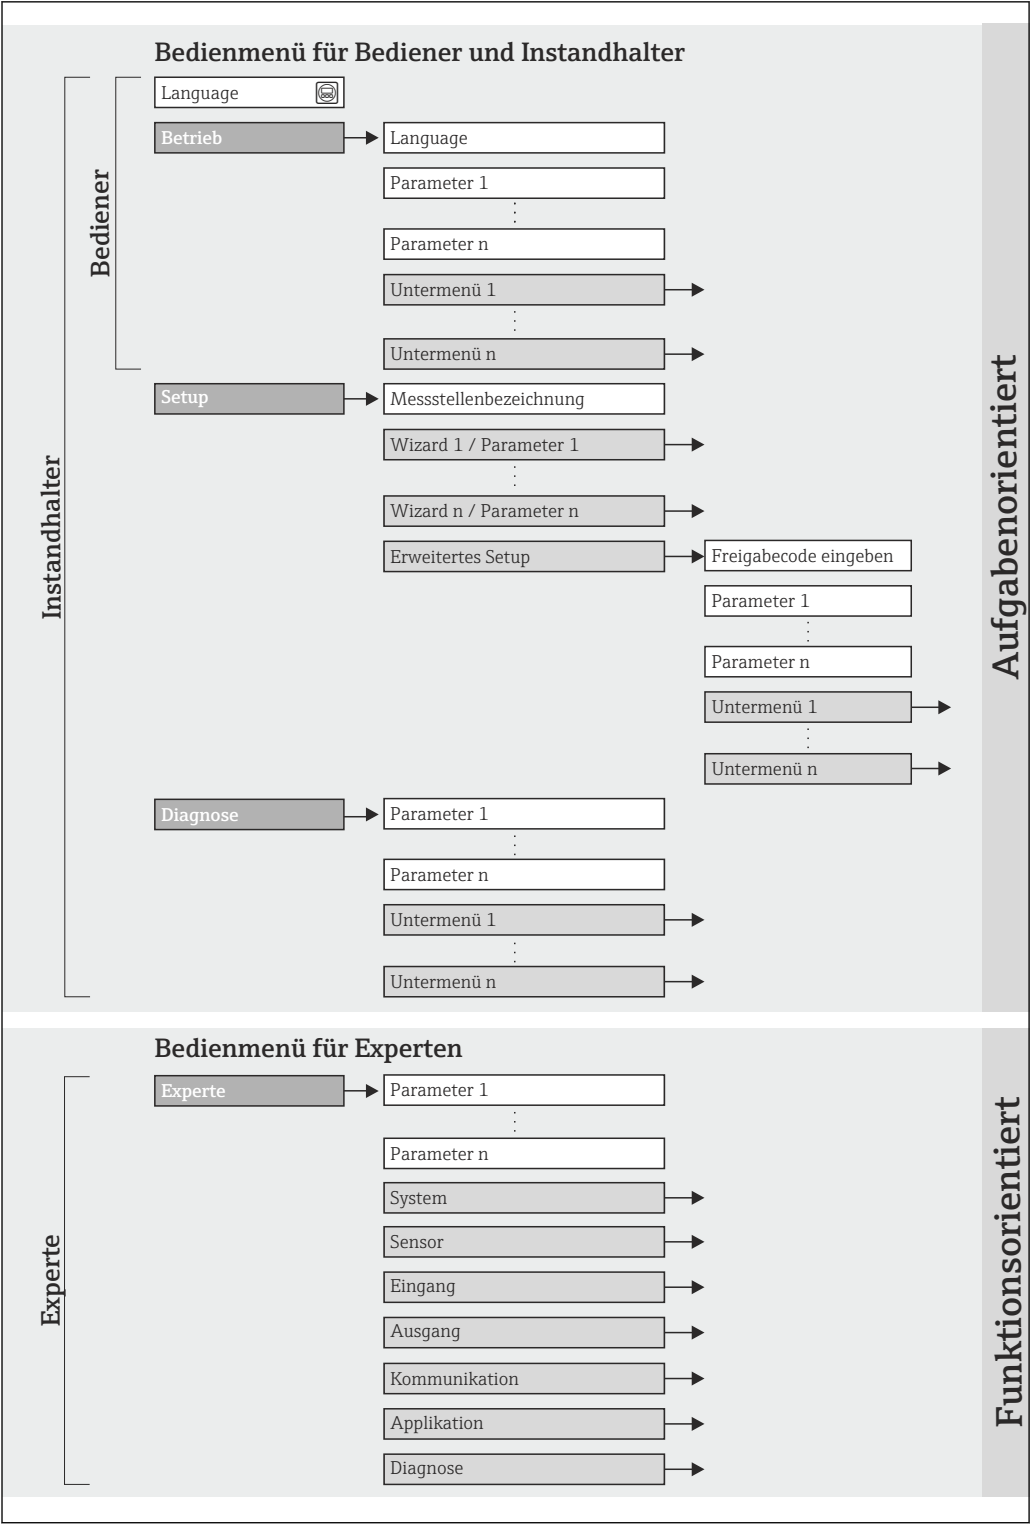 Bedienmenü für Bediener und Instandhalter
Language
Betrieb
Language
Parameter 1
Parameter n
Untermenü 1
Untermenü n
Bediener
Setup
Messstellenbezeichnung
Wizard 1 / Parameter 1
Wizard n / Parameter n
Erweitertes Setup
Freigabecode eingeben
Parameter 1
Parameter n
Untermenü 1
Untermenü n
Diagnose
Parameter 1
Parameter n
Untermenü 1
Untermenü n
Instandhalter
Aufgabenorientiert
Bedienmenü für Experten
Experte
Parameter 1
Parameter n
System
Sensor
Eingang
Ausgang
Kommunikation
Applikation
Diagnose
Experte
Funktionsorientiert